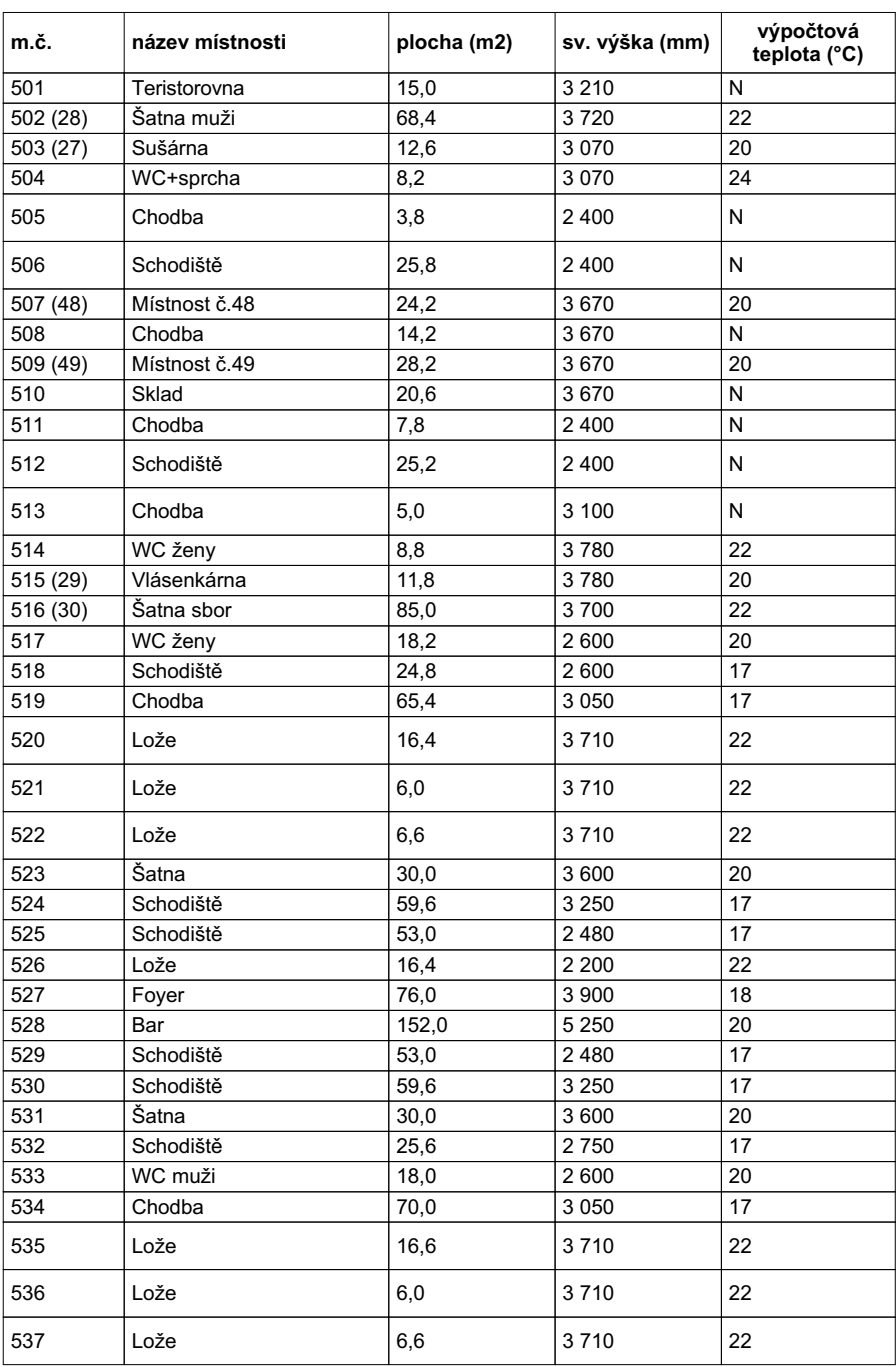 m.č. název místnosti plocha (m2) sv. výška (mm) výpočtová teplota (°C)
501 Teristorovna 15,0 3 210 N
502 (28) Šatna muži 68,4 3 720 22
503 (27) Sušárna 12,6 3 070 20
504 WC+sprcha 8,2 3 070 24
505 Chodba 3,8 2 400 N
506 Schodiště 25,8 2 400 N
507 (48) Místnost č.48 24,2 3 670 20
508 Chodba 14,2 3 670 N
509 (49) Místnost č.49 28,2 3 670 20
510 Sklad 20,6 3 670 N
511 Chodba 7,8 2 400 N
512 Schodiště 25,2 2 400 N
513 Chodba 5,0 3 100 N
514 WC ženy 8,8 3 780 22
515 (29) Vlásenkárna 11,8 3 780 20
516 (30) Šatna sbor 85,0 3 700 22
517 WC ženy 18,2 2 600 20
518 Schodiště 24,8 2 600 17
519 Chodba 65,4 3 050 17
520 Lože 16,4 3 710 22
521 Lože 6,0 3 710 22
522 Lože 6,6 3 710 22
523 Šatna 30,0 3 600 20
524 Schodiště 59,6 3 250 17
525 Schodiště 53,0 2 480 17
526 Lože 16,4 2 200 22
527 Foyer 76,0 3 900 18
528 Bar 152,0 5 250 20
529 Schodiště 53,0 2 480 17
530 Schodiště 59,6 3 250 17
531 Šatna 30,0 3 600 20
532 Schodiště 25,6 2 750 17
533 WC muži 18,0 2 600 20
534 Chodba 70,0 3 050 17
535 Lože 16,6 3 710 22
536 Lože 6,0 3 710 22
537 Lože 6,6 3 710 22